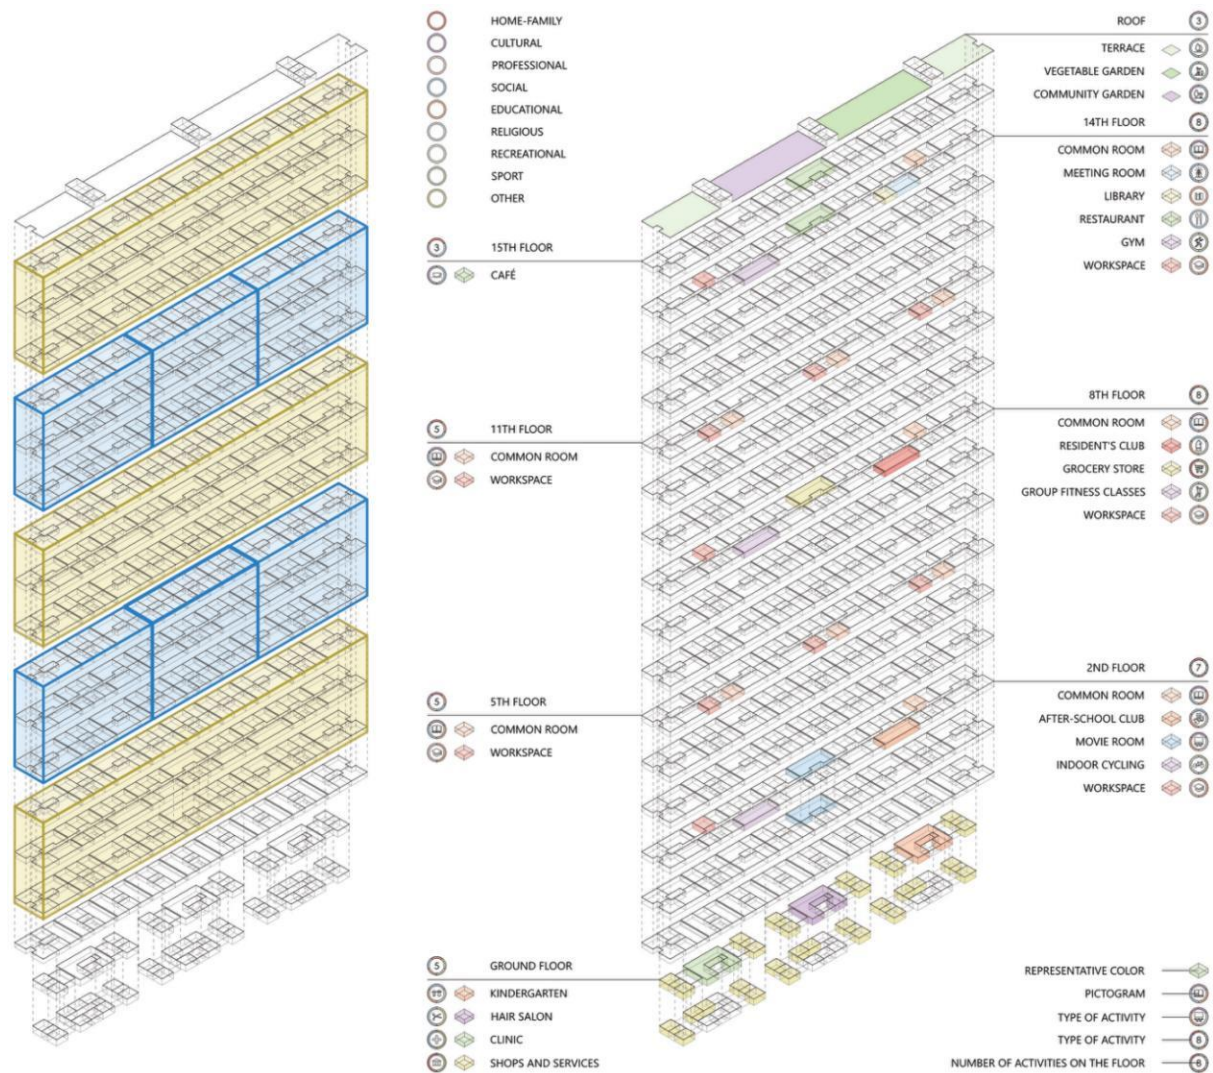 HOME-FAMILY
CULTURAL
PROFESSIONAL
SOCIAL
EDUCATIONAL
RELIGIOUS
RECREATIONAL
SPORT
OTHER
3 15TH FLOOR
CAFÉ
5 11TH FLOOR
COMMON ROOM
WORKSPACE
5 5TH FLOOR
COMMON ROOM
WORKSPACE
5 GROUND FLOOR
KINDERGARTEN
HAIR SALON
CLINIC
SHOPS AND SERVICES
ROOF 3
TERRACE
VEGETABLE GARDEN
COMMUNITY GARDEN
14TH FLOOR 8
COMMON ROOM
MEETING ROOM
LIBRARY
RESTAURANT
GYM
WORKSPACE
8TH FLOOR 8
COMMON ROOM
RESIDENT'S CLUB
GROCERY STORE
GROUP FITNESS CLASSES
WORKSPACE
2ND FLOOR 7
COMMON ROOM
AFTER-SCHOOL CLUB
MOVIE ROOM
INDOOR CYCLING
WORKSPACE
REPRESENTATIVE COLOR
PICTOGRAM
TYPE OF ACTIVITY
TYPE OF ACTIVITY 8
NUMBER OF ACTIVITIES ON THE FLOOR 8